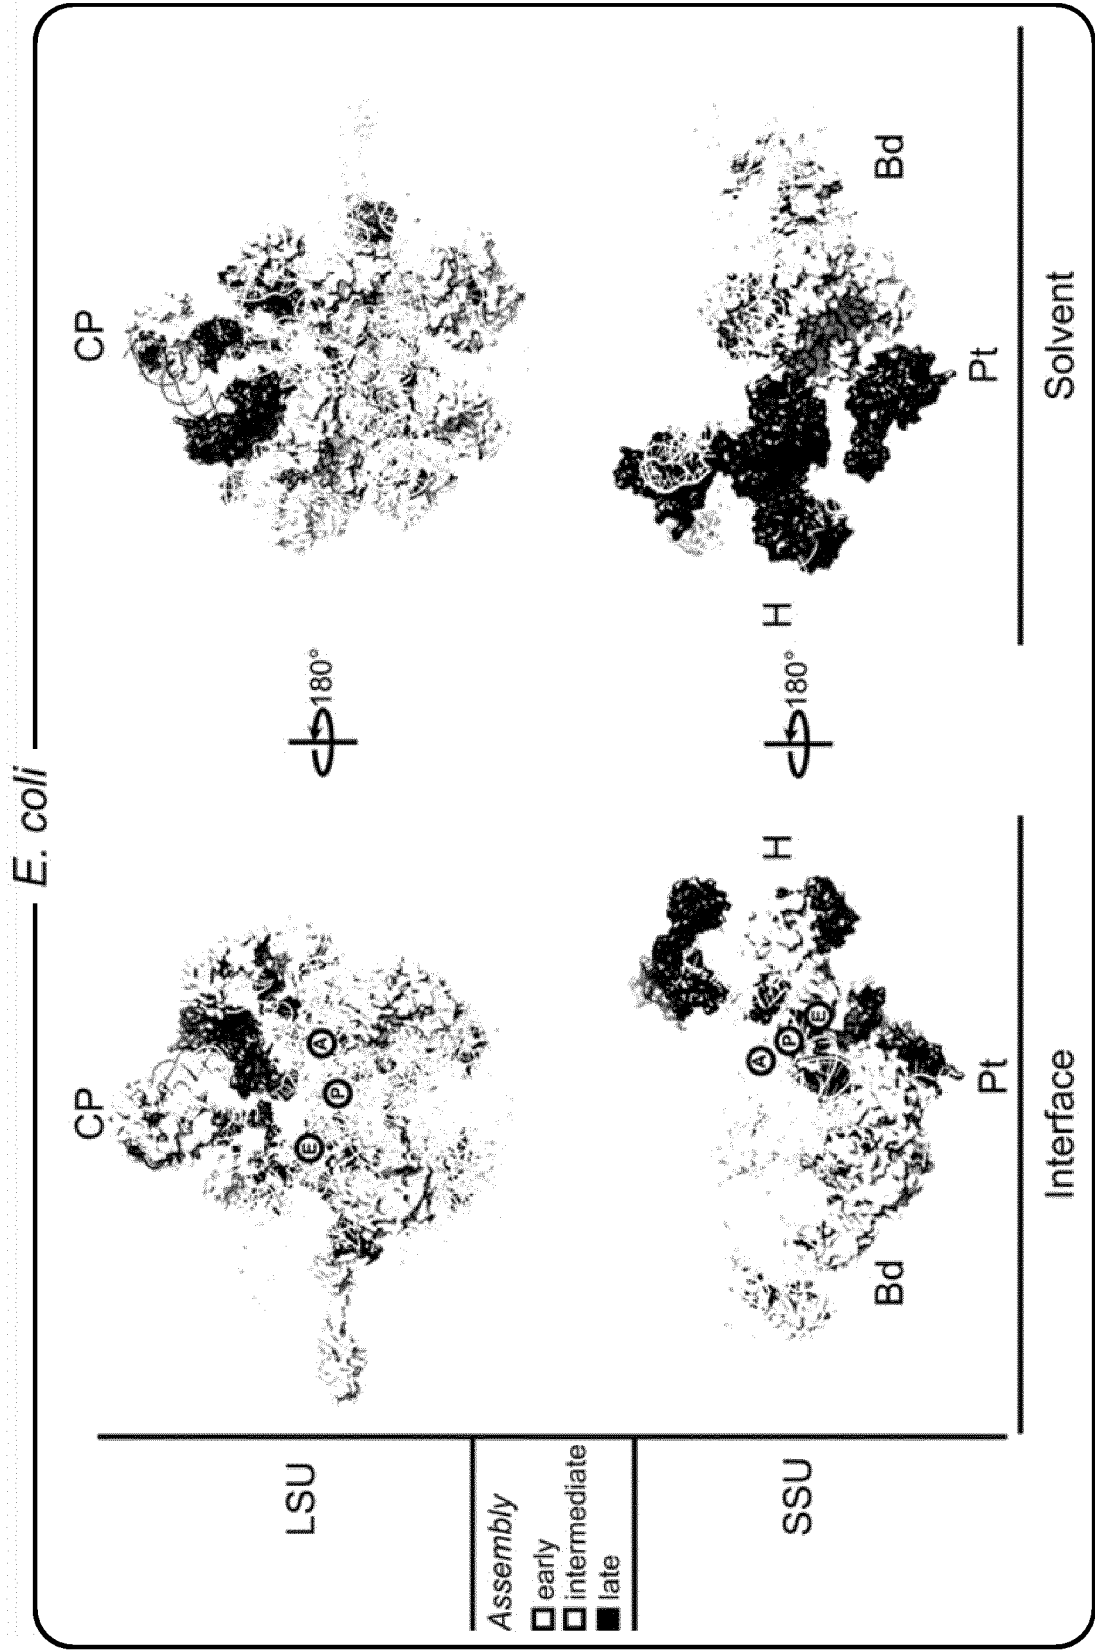 E. coli
LSU
CP
E
P
A
180°
CP
Assembly
early
intermediate
late
SSU
Bd
A
P
E
m
H
Pt
180°
H
Bd
Pt
Interface
Solvent